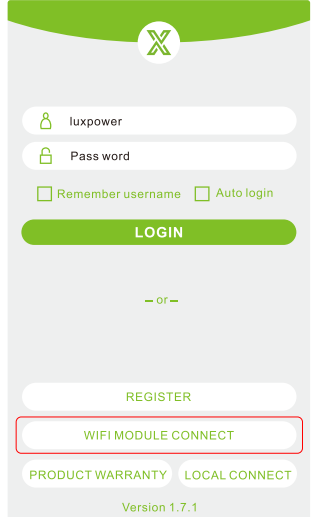 luxpower
Pass word
Remember username Auto login
LOGIN
or
REGISTER
WIFI MODULE CONNECT
PRODUCT WARRANTY LOCAL CONNECT
Version 1.7.1